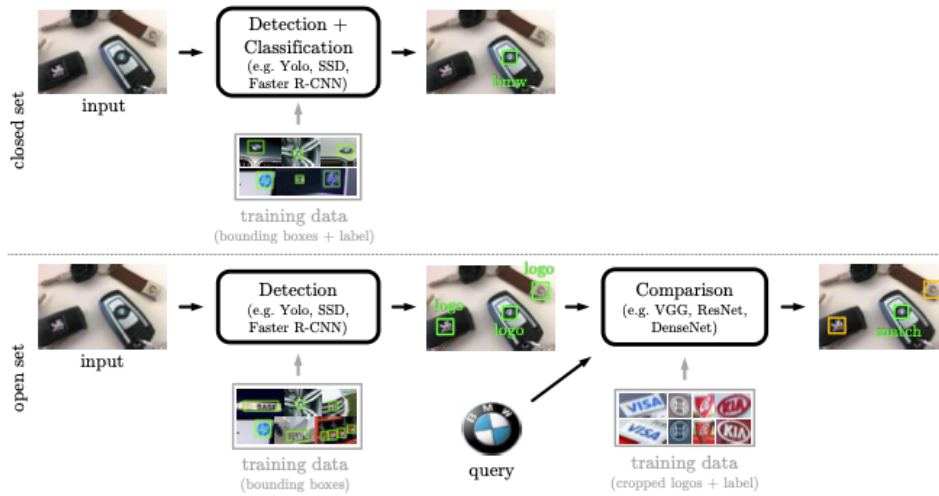 closed set
input
Detection +
Classification
(e.g. Yolo, SSD,
Faster R-CNN)
bmw
training data
(bounding boxes + label)
open set
input
Detection
(e.g. Yolo, SSD,
Faster R-CNN)
training data
(bounding boxes)
logo
logo
logo
BMW
query
Comparison
(e.g. VGG, ResNet,
DenseNet)
VISA
KIA
VISA
KIA
training data
(cropped logos + label)
match